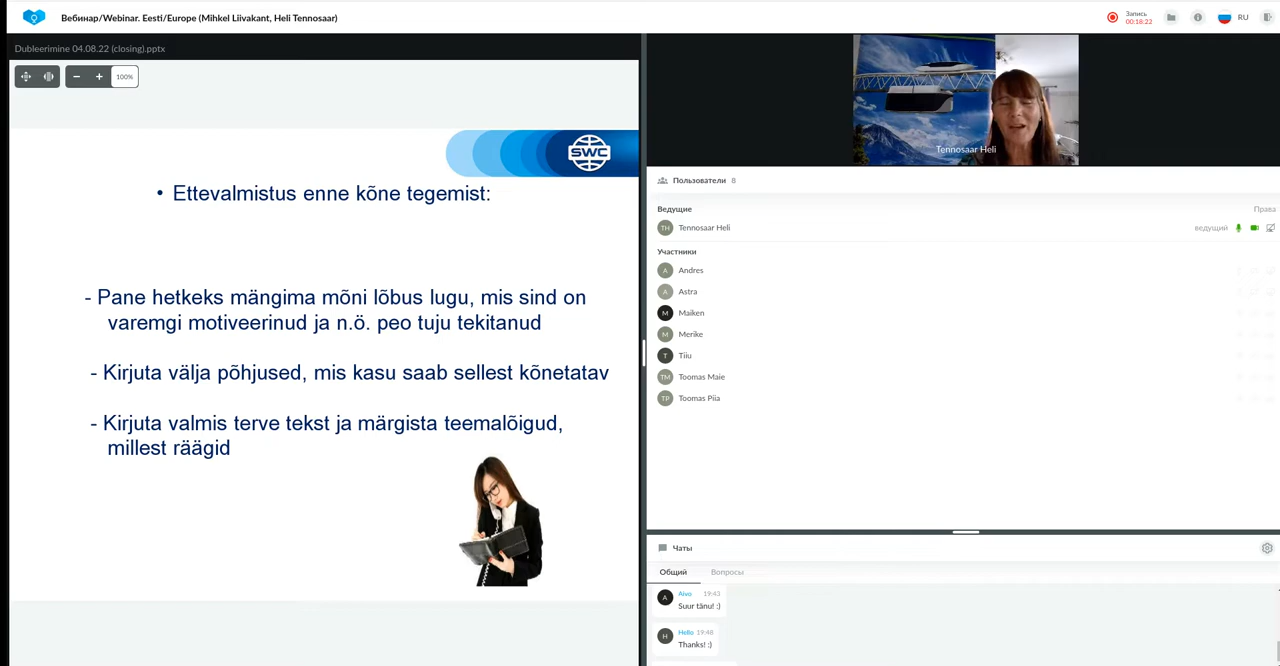 Вебинар/Webinar. Eesti/Europe (Mihkel Liivakant, Heli Tennosaar)
Запись
00:18:22
RU
Dubleerimine 04.08.22 (closing).pptx
100%
SWC
• Ettevalmistus enne kõne tegemist:
- Pane hetkeks mängima mõni lõbus lugu, mis sind on
varemgi motiveerinud ja n.ö. peo tuju tekitanud
- Kirjuta välja põhjused, mis kasu saab sellest kõnetatav
- Kirjuta valmis terve tekst ja märgista teemalõigud,
millest räägid
Tennosaar Heli
Пользователи 8
Ведущие
Права
TH Tennosaar Heli
ведущий
Участники
A Andres
A Astra
M Maiken
M Merike
T Tiiu
TM Toomas Maie
TP Toomas Piia
Чаты
Общий
Вопросы
A Aivo 19:43
Suur tänu! :)
H Hello 19:48
Thanks! :)